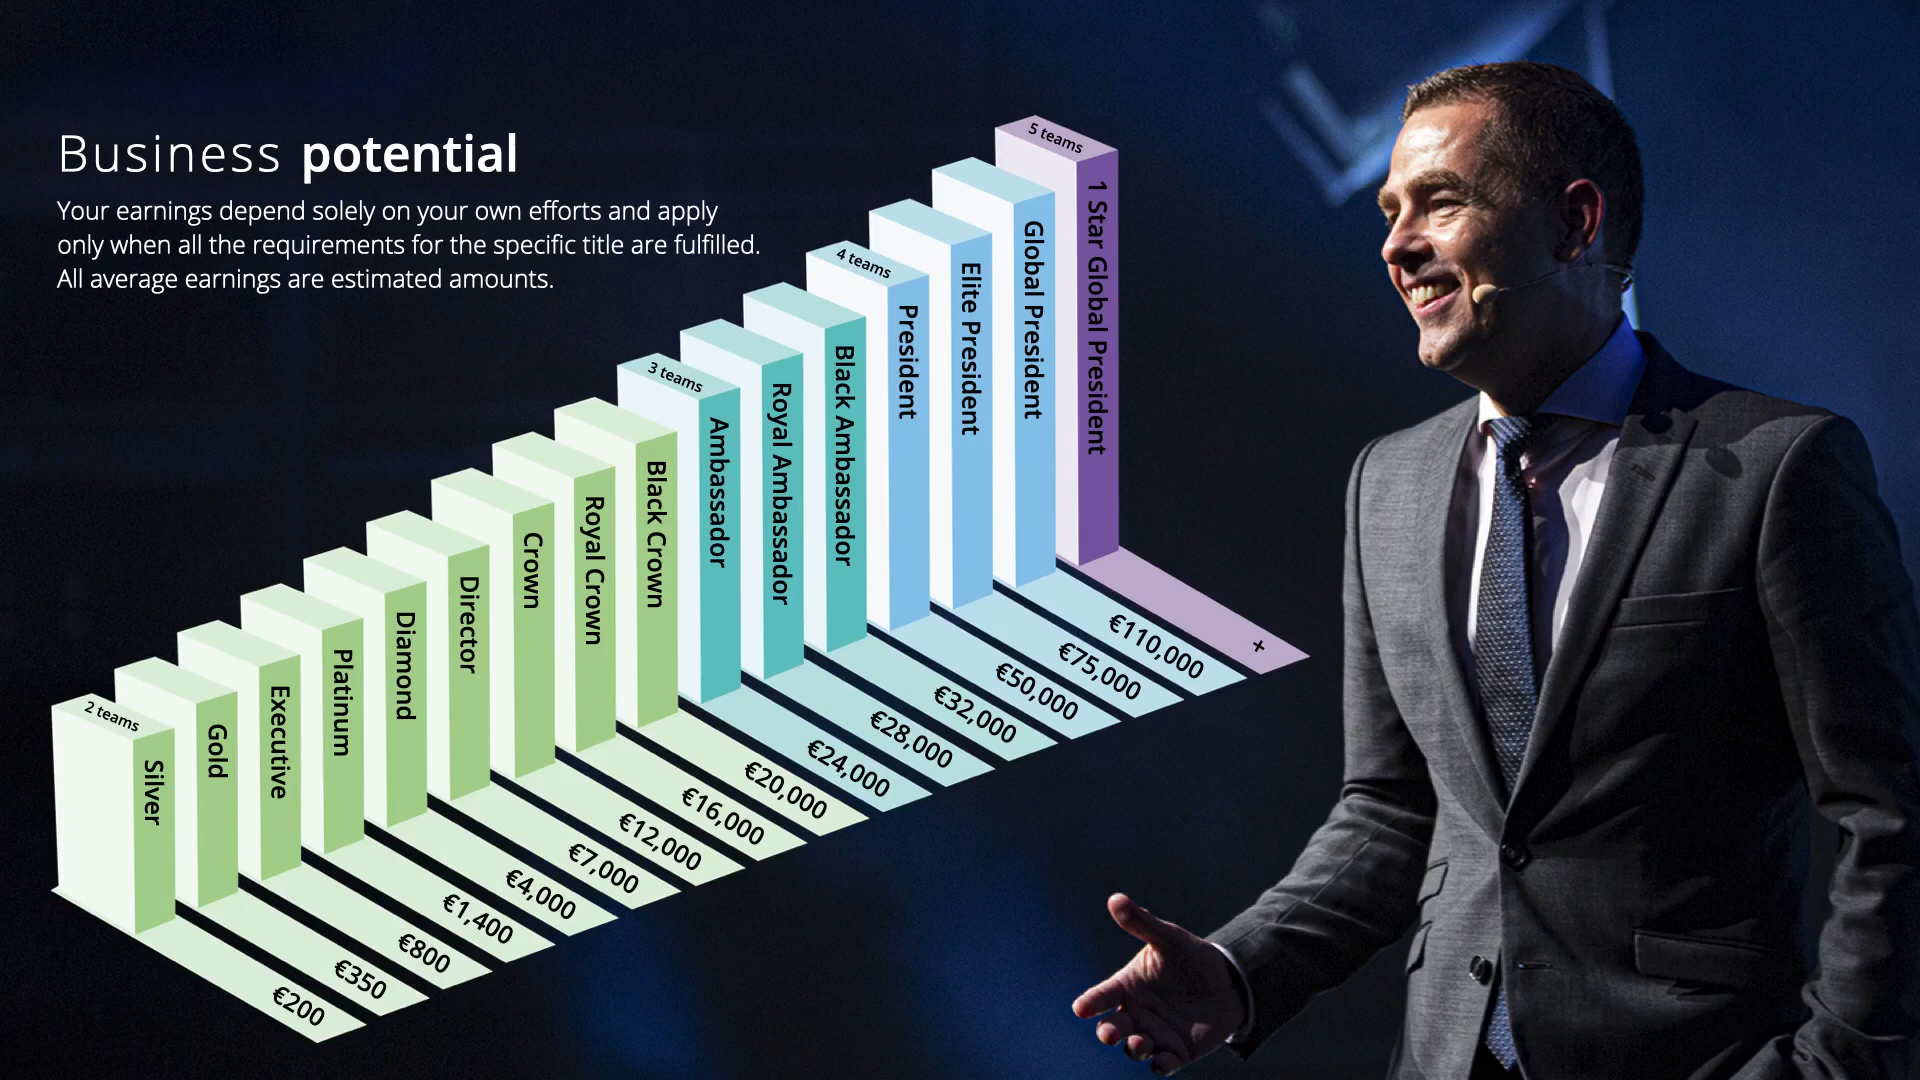 Business potential
Your earnings depend solely on your own efforts and apply
only when all the requirements for the specific title are fulfilled.
All average earnings are estimated amounts.
2 teams
Silver
€200
Gold
€350
Executive
€800
Platinum
€1,400
Diamond
€4,000
Director
€7,000
Crown
€12,000
Royal Crown
€16,000
Black Crown
€20,000
3 teams
Ambassador
€24,000
Royal Ambassador
€28,000
Black Ambassador
€32,000
4 teams
President
€50,000
Elite President
€75,000
Global President
€110,000
5 teams
1 Star Global President
+